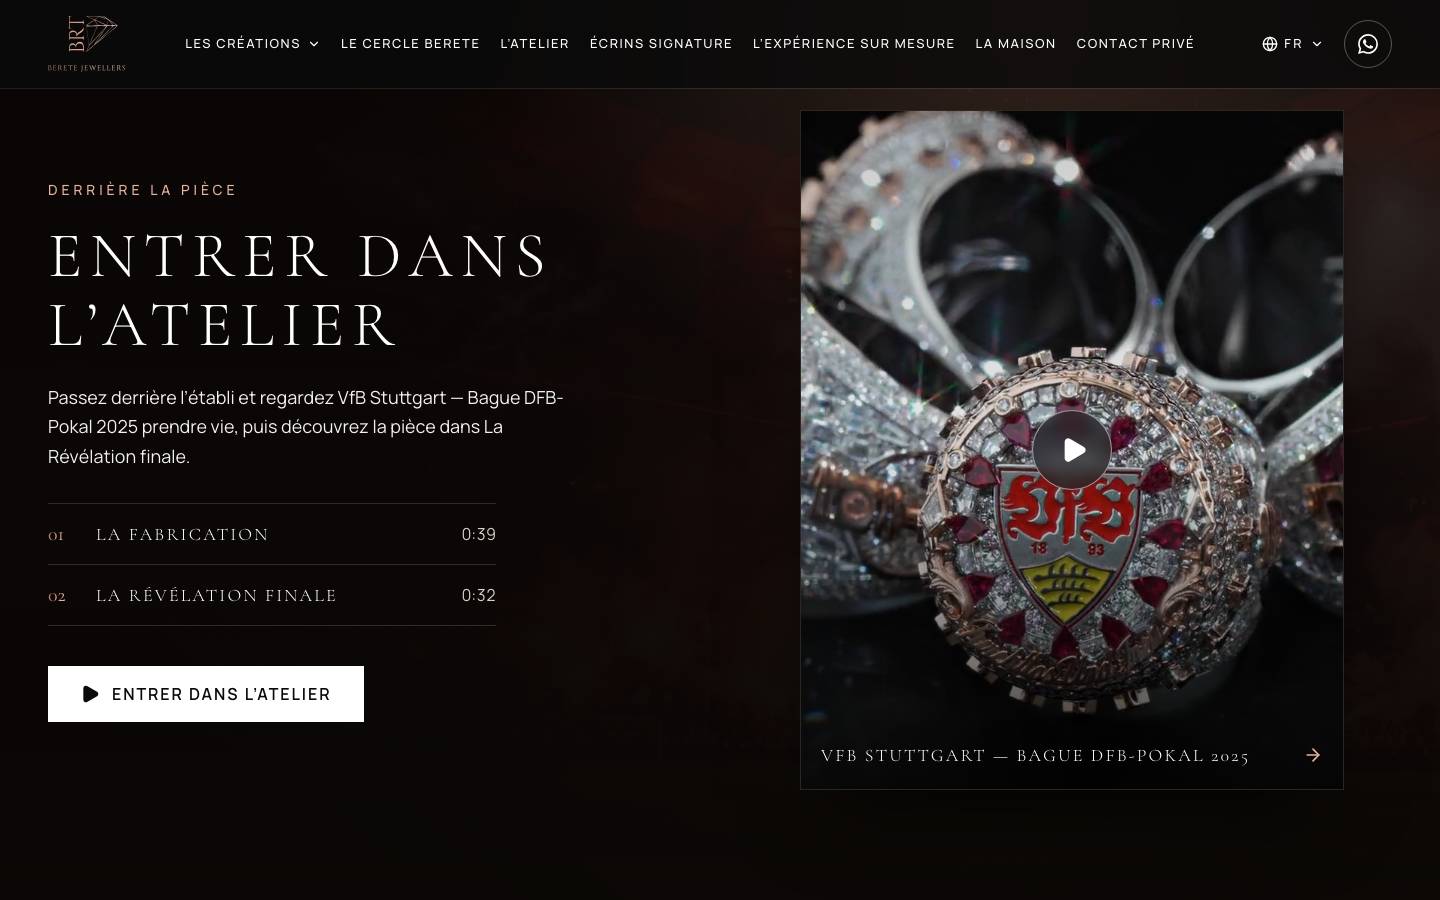 BRT
BERETE JEWELLERS
LES CRÉATIONS
LE CERCLE BERETE
L’ATELIER
ÉCRINS SIGNATURE
L’EXPÉRIENCE SUR MESURE
LA MAISON
CONTACT PRIVÉ
FR
DERRIÈRE LA PIÈCE
ENTRER DANS
L’ATELIER
Passez derrière l’établi et regardez VfB Stuttgart — Bague DFB-
Pokal 2025 prendre vie, puis découvrez la pièce dans La
Révélation finale.
01 LA FABRICATION 0:39
02 LA RÉVÉLATION FINALE 0:32
ENTRER DANS L’ATELIER
VfB
18 93
VFB STUTTGART — BAGUE DFB-POKAL 2025